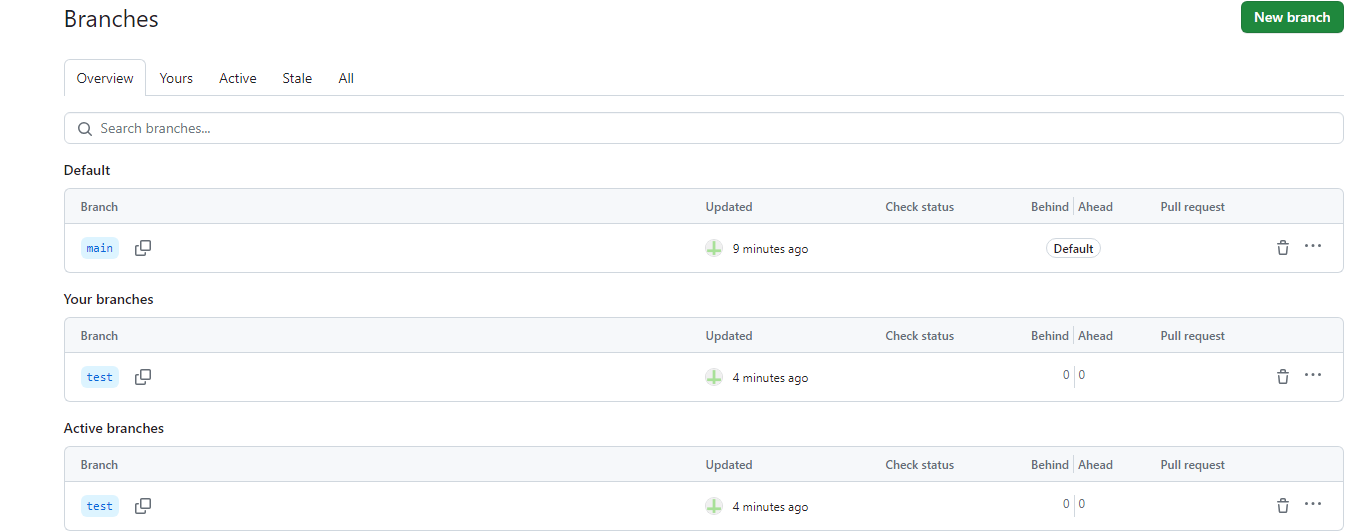 Branches
New branch
Overview Yours Active Stale All
Search branches...
Default
Branch Updated Check status Behind Ahead Pull request
main 9 minutes ago Default
Your branches
Branch Updated Check status Behind Ahead Pull request
test 4 minutes ago 0 0
Active branches
Branch Updated Check status Behind Ahead Pull request
test 4 minutes ago 0 0